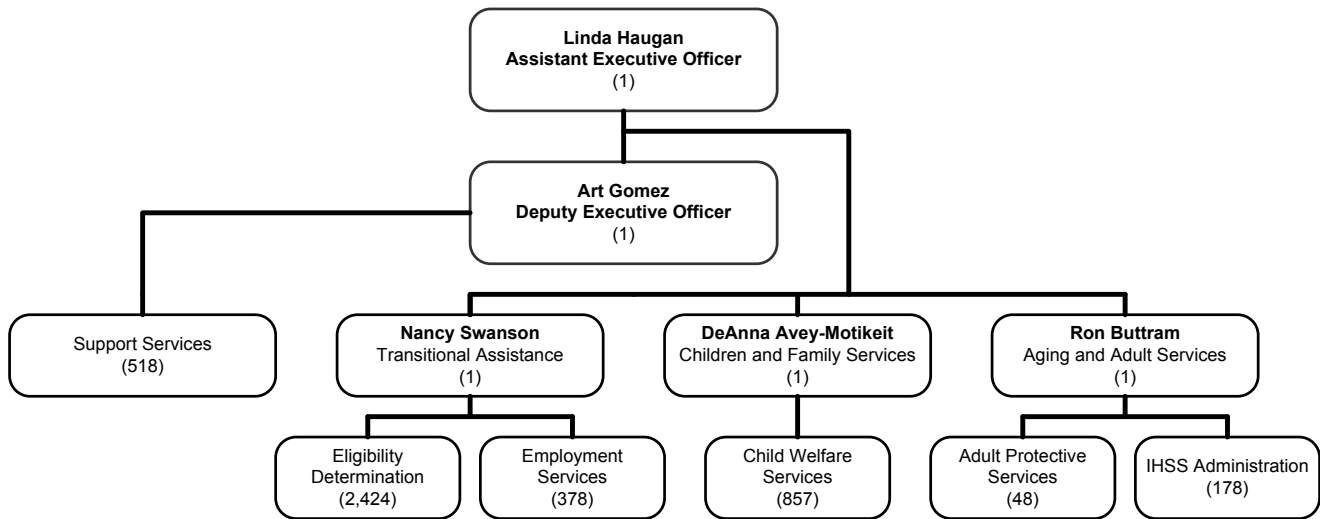 Linda Haugan
Assistant Executive Officer
(1)
Art Gomez
Deputy Executive Officer
(1)
Support Services
(518)
Nancy Swanson
Transitional Assistance
(1)
DeAnna Avey-Motikeit
Children and Family Services
(1)
Ron Buttram
Aging and Adult Services
(1)
Eligibility
Determination
(2,424)
Employment
Services
(378)
Child Welfare
Services
(857)
Adult Protective
Services
(48)
IHSS Administration
(178)